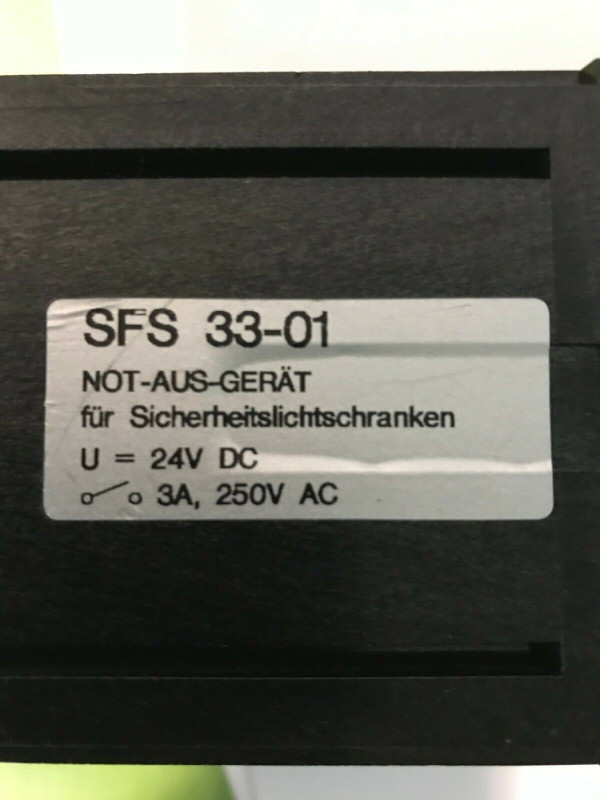 SFS 33-01
NOT-AUS-GERÄT
für Sicherheitslichtschranken
U = 24V DC
3A, 250V AC